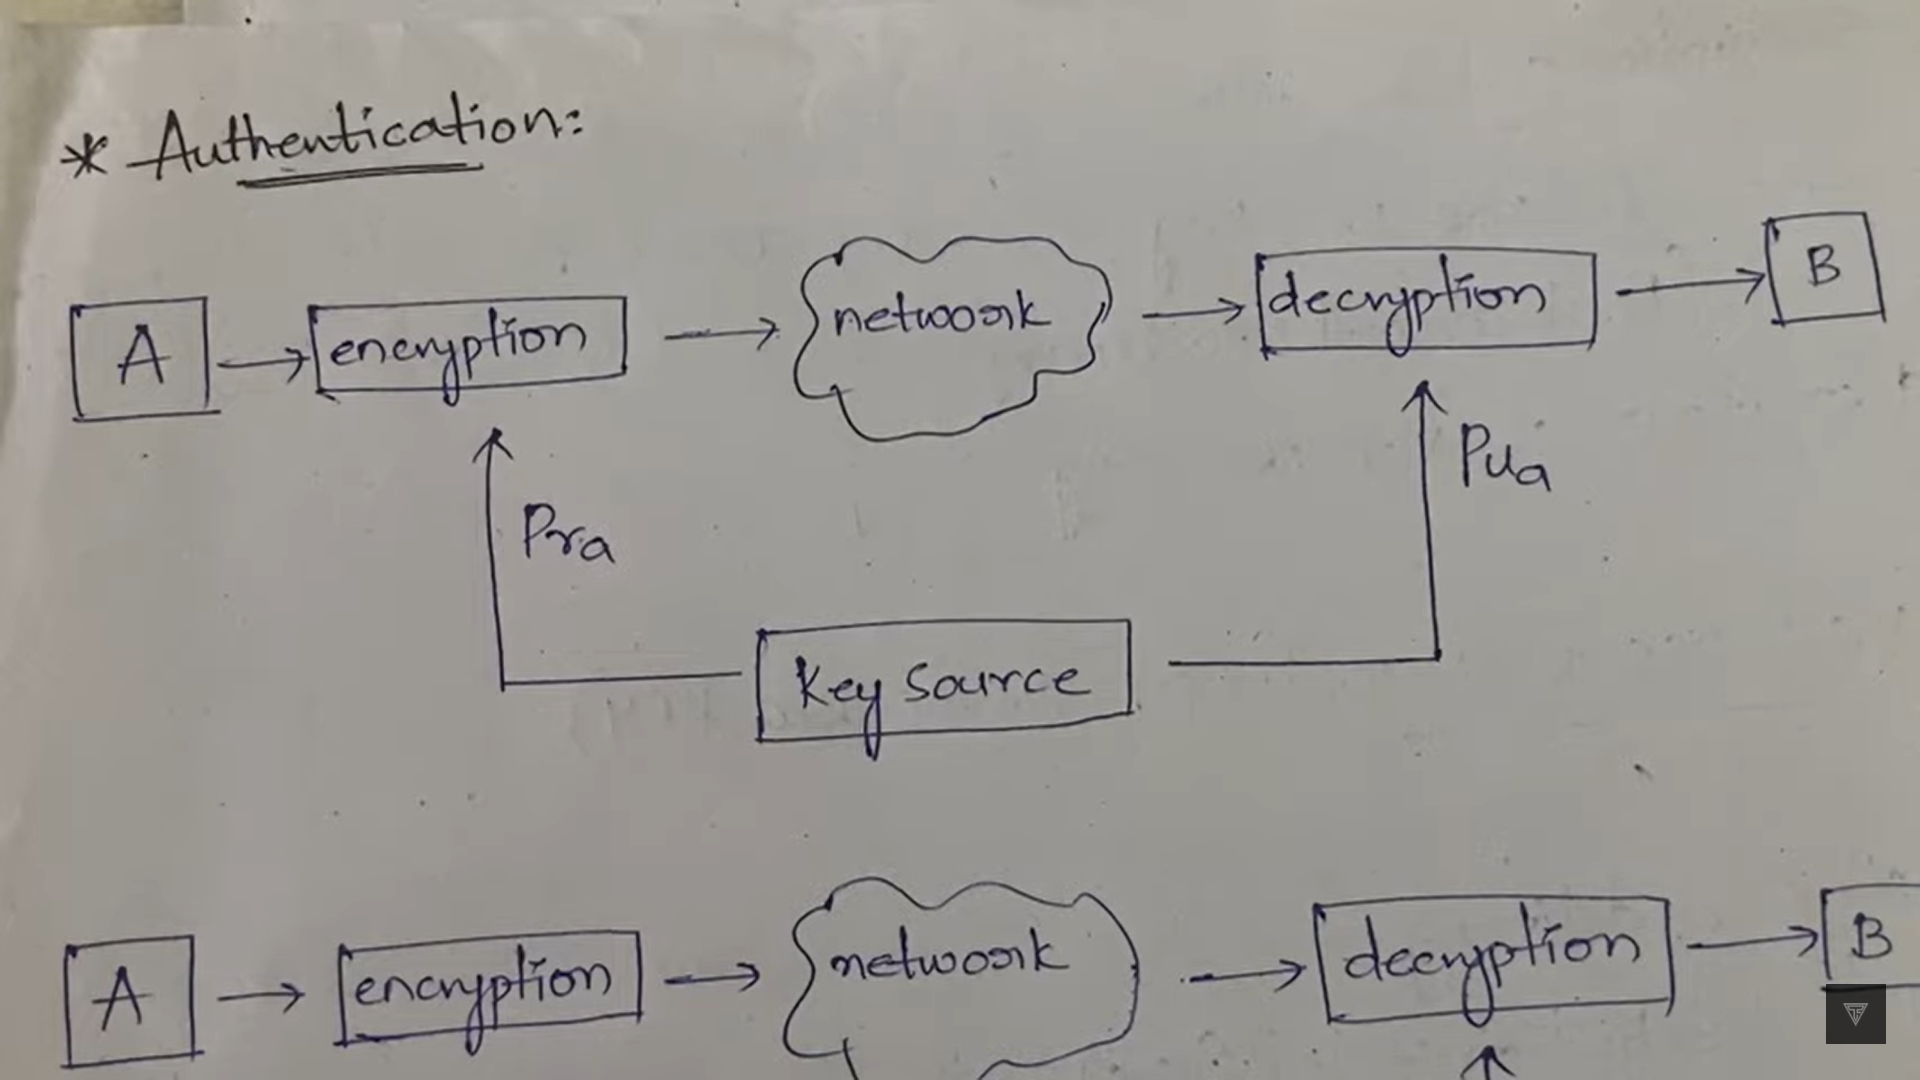 * Authentication:
A encryption network decryption B
Pra Pua
Key Source
A encryption network decryption B